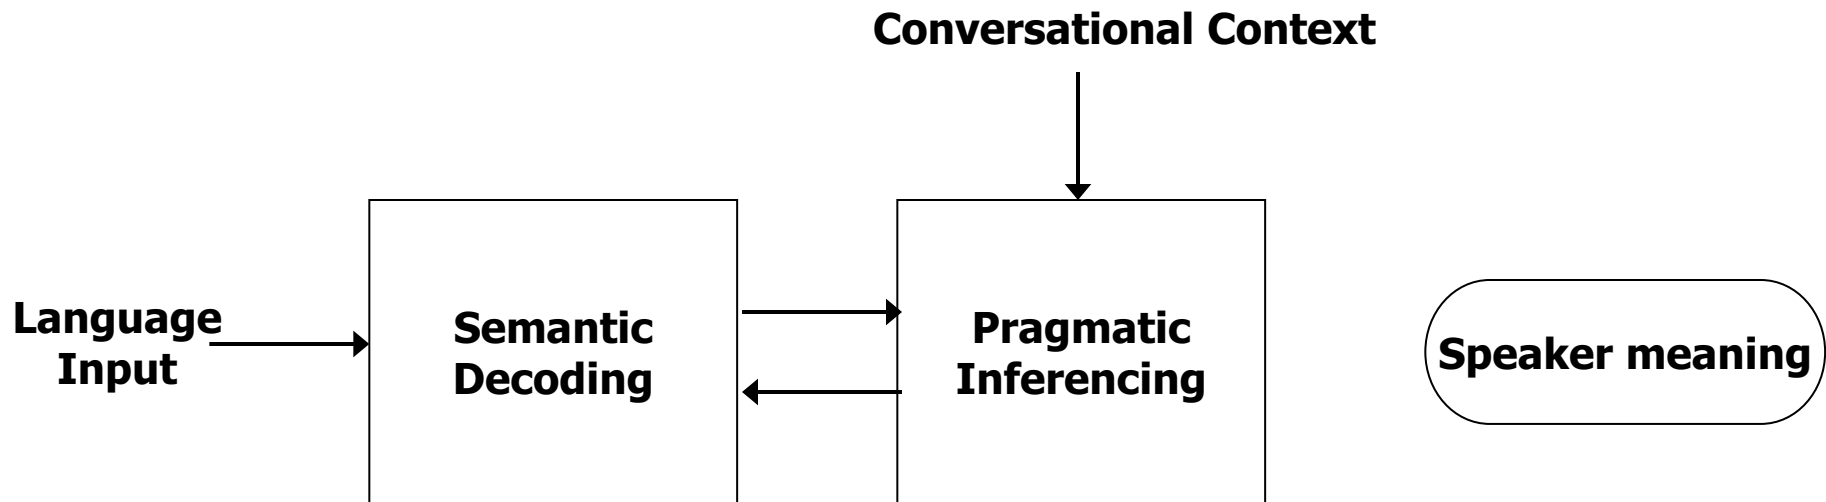 Conversational Context
Language
Input
Semantic
Decoding
Pragmatic
Inferencing
Speaker meaning